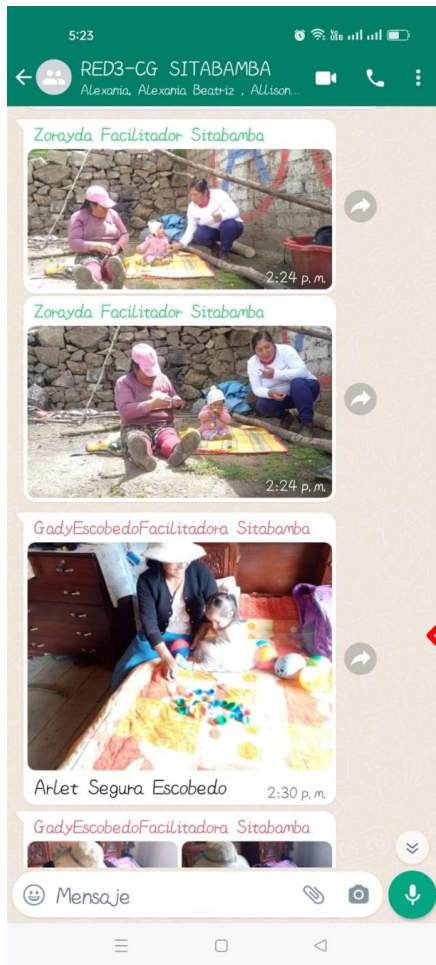 5:23
RED3-CG SITABAMBA
Alexania, Alexania Beatriz , Allison...
Zorayda Facilitador Sitabamba
2:24 p. m.
Zorayda Facilitador Sitabamba
2:24 p. m.
GadyEscobedoFacilitadora Sitabamba
Arlet Segura Escobedo
2:30 p. m.
GadyEscobedoFacilitadora Sitabamba
Mensaje